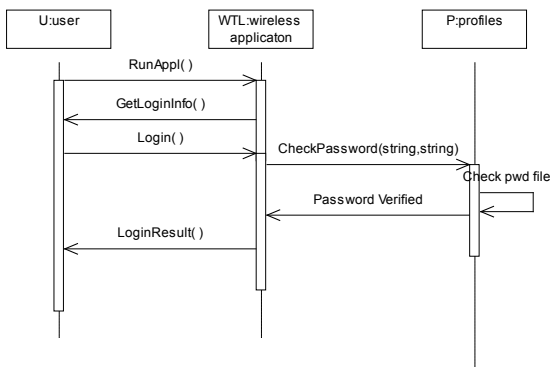 U:user
WTL:wireless
applicaton
P:profiles
RunAppl( )
GetLoginInfo( )
Login( )
CheckPassword(string,string)
Check pwd file
Password Verified
LoginResult( )